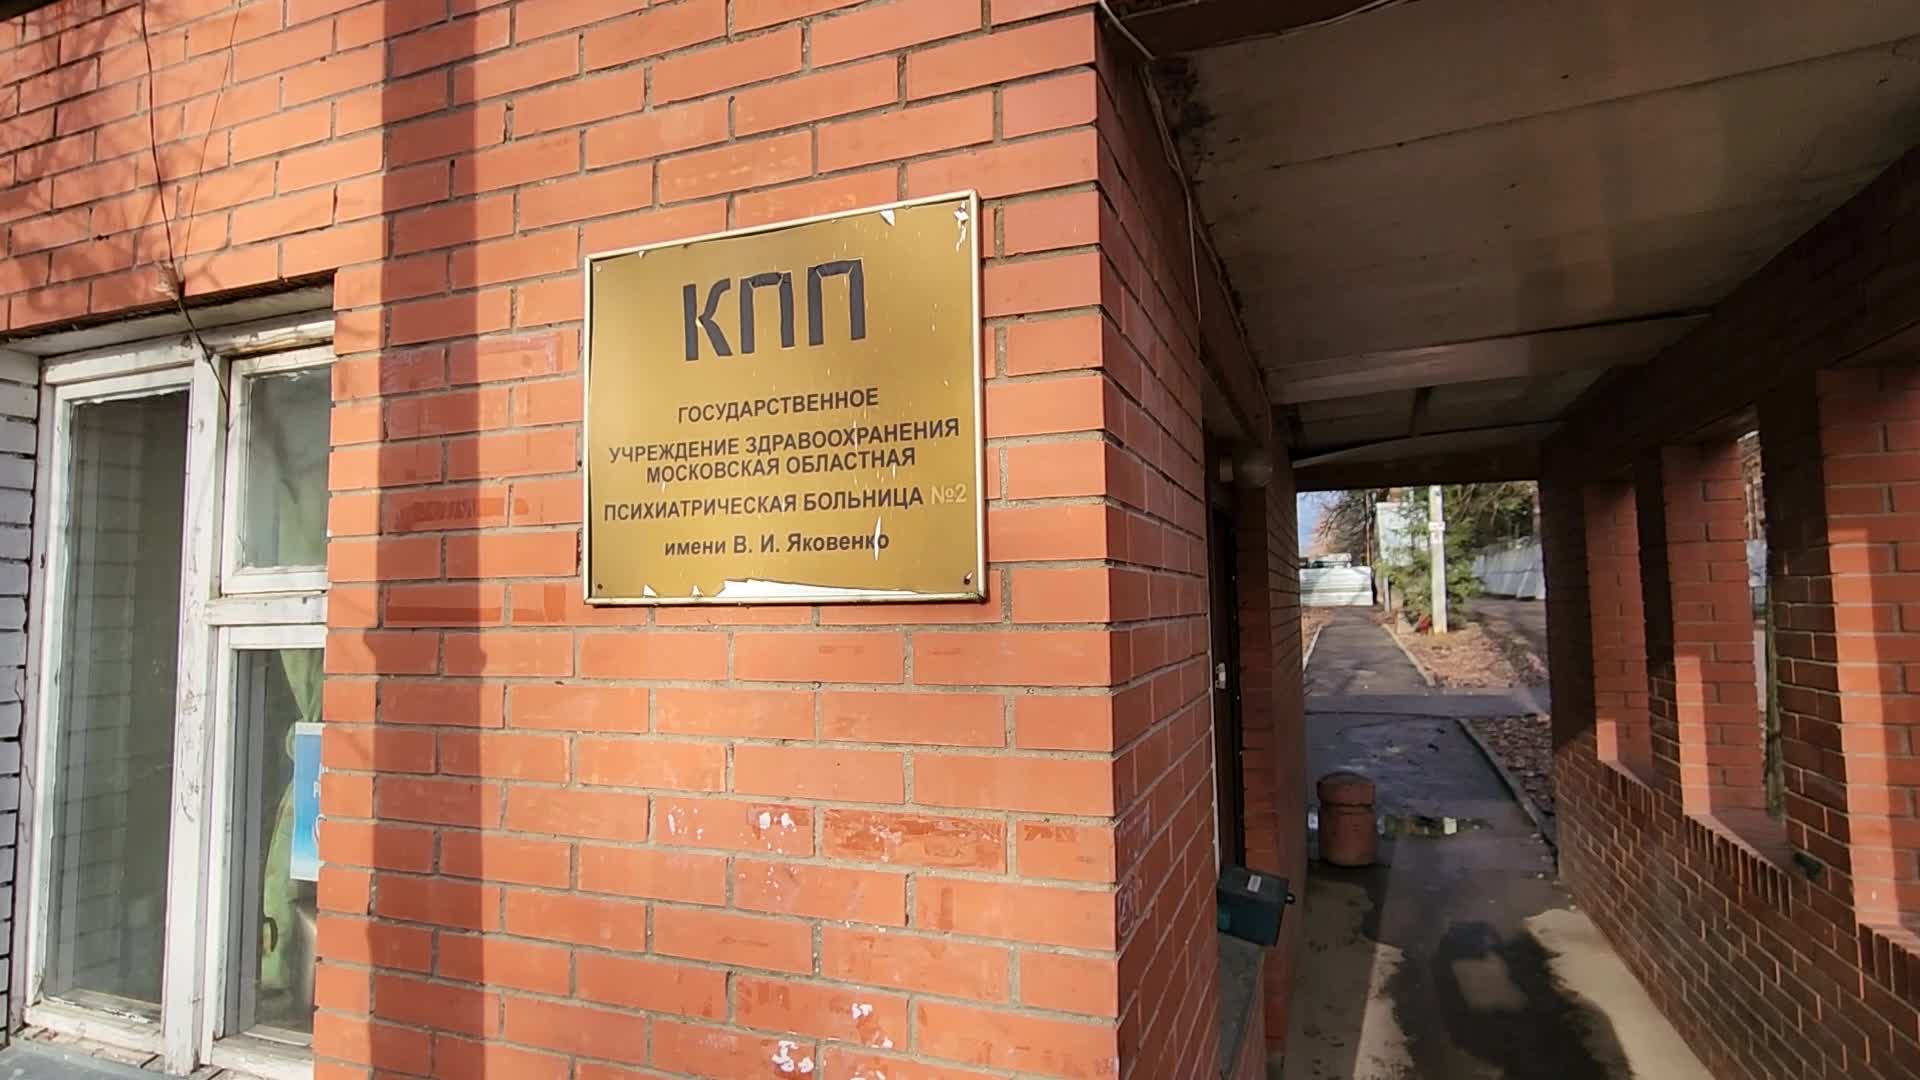 КПП
ГОСУДАРСТВЕННОЕ
УЧРЕЖДЕНИЕ ЗДРАВООХРАНЕНИЯ
МОСКОВСКАЯ ОБЛАСТНАЯ
ПСИХИАТРИЧЕСКАЯ БОЛЬНИЦА №2
имени В. И. Яковенко